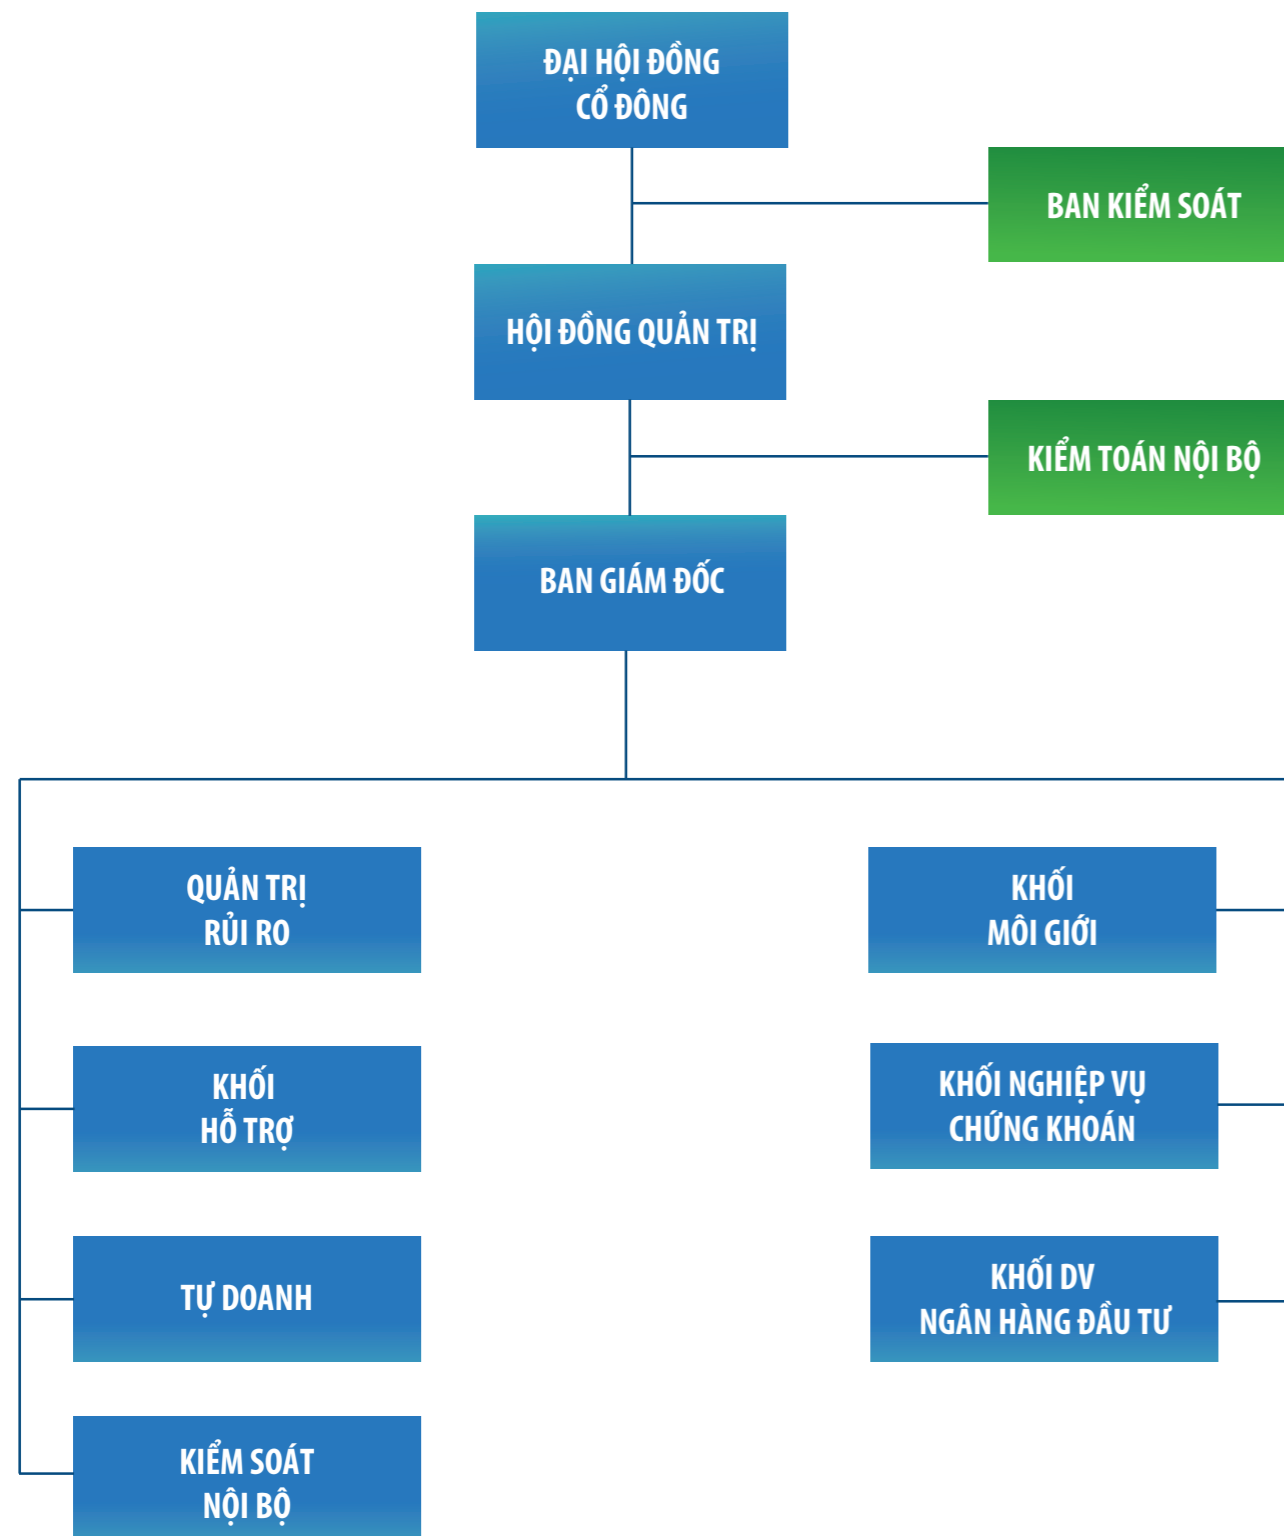 ĐẠI HỘI ĐỒNG
CỔ ĐÔNG
BAN KIỂM SOÁT
HỘI ĐỒNG QUẢN TRỊ
KIỂM TOÁN NỘI BỘ
BAN GIÁM ĐỐC
QUẢN TRỊ
RỦI RO
KHỐI
MÔI GIỚI
KHỐI
HỖ TRỢ
KHỐI NGHIỆP VỤ
CHỨNG KHOÁN
TỰ DOANH
KHỐI DV
NGÂN HÀNG ĐẦU TƯ
KIỂM SOÁT
NỘI BỘ